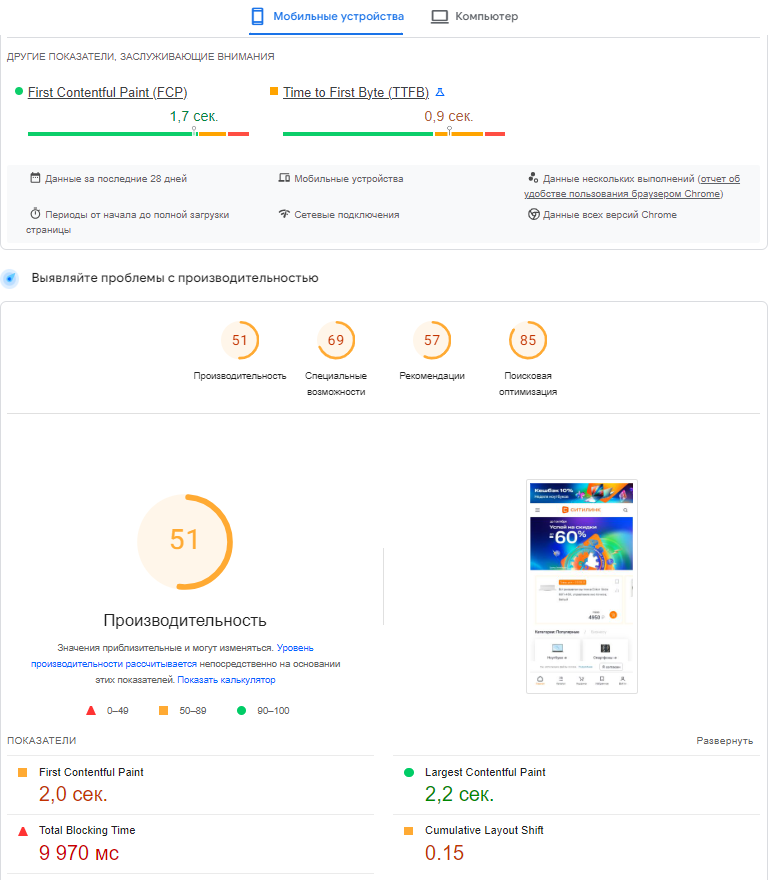 Мобильные устройства
Компьютер
ДРУГИЕ ПОКАЗАТЕЛИ, ЗАСЛУЖИВАЮЩИЕ ВНИМАНИЯ
First Contentful Paint (FCP)
1,7 сек.
Time to First Byte (TTFB)
0,9 сек.
Данные за последние 28 дней
Мобильные устройства
Данные нескольких выполнений (отчет об
удобстве пользования браузером Chrome)
Периоды от начала до полной загрузки
страницы
Сетевые подключения
Данные всех версий Chrome
Выявляйте проблемы с производительностью
51
69
57
85
Производительность
Специальные
возможности
Рекомендации
Поисковая
оптимизация
51
Производительность
Значения приблизительные и могут изменяться. Уровень
производительности рассчитывается непосредственно на основании
этих показателей. Показать калькулятор
0–49
50–89
90–100
Кешбэк 10%
СИТИЛИНК
Успей на скидки
60%
4950
Категории Популярные
ПОКАЗАТЕЛИ
Развернуть
First Contentful Paint
2,0 сек.
Largest Contentful Paint
2,2 сек.
Total Blocking Time
9 970 мс
Cumulative Layout Shift
0.15